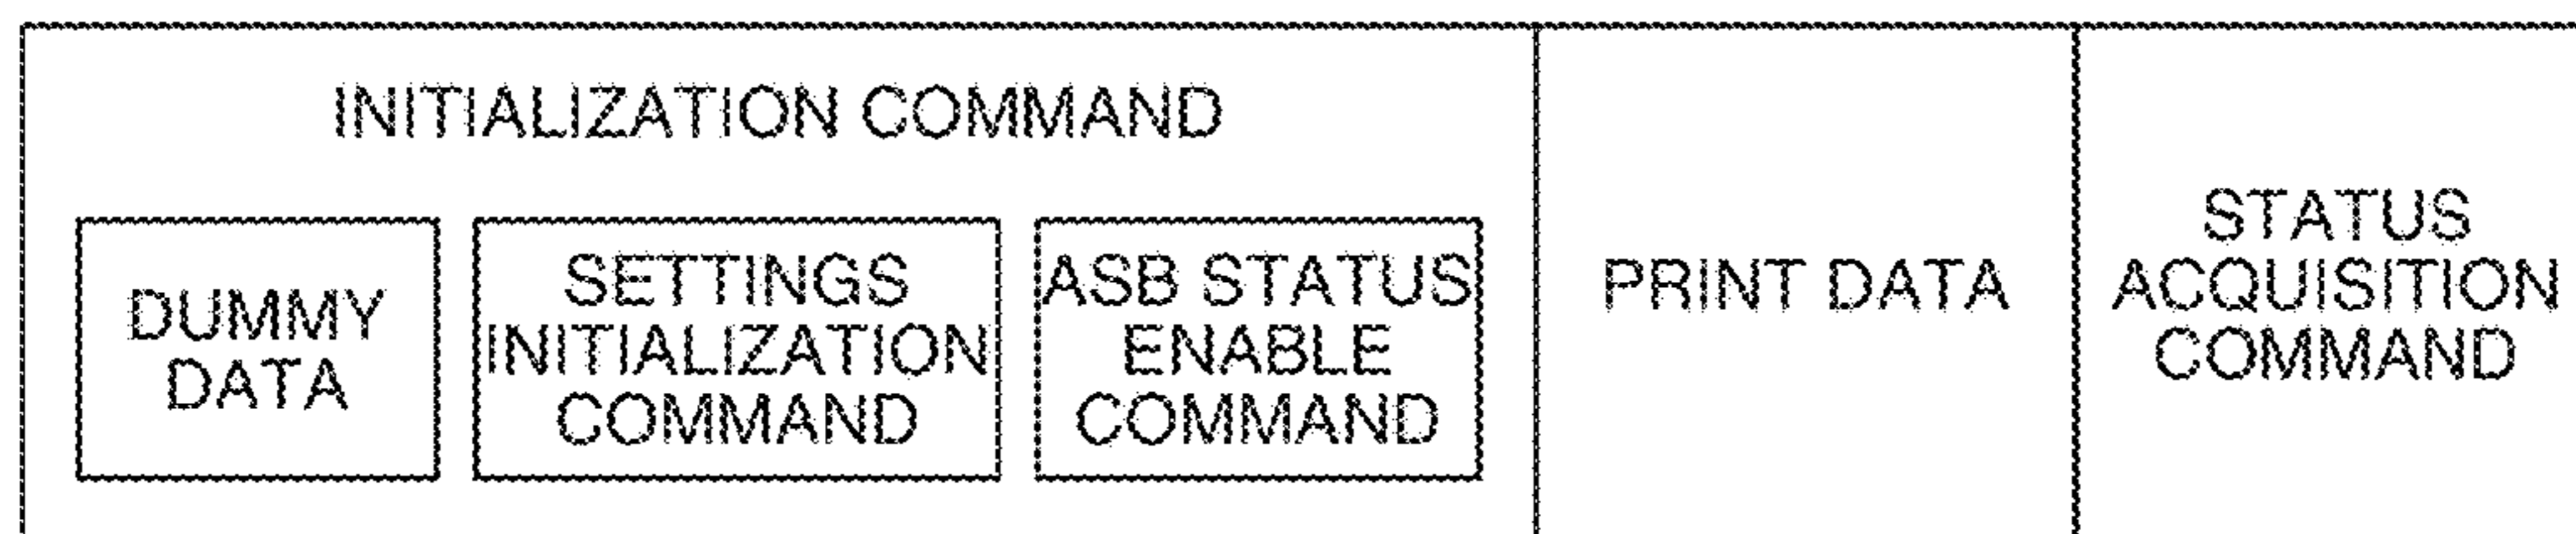 INITIALIZATION COMMAND
DUMMY
DATA
SETTINGS
INITIALIZATION
COMMAND
ASB STATUS
ENABLE
COMMAND
PRINT DATA
STATUS
ACQUISITION
COMMAND